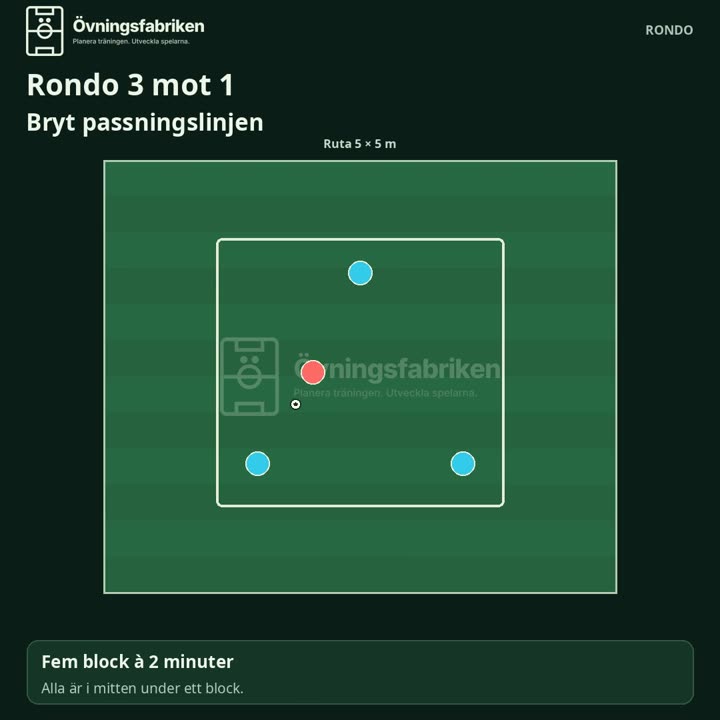 Övningsfabriken
Planera träningen. Utveckla spelarna.
RONDO
Rondo 3 mot 1
Bryt passningslinjen
Ruta 5 × 5 m
Övningsfabriken
Planera träningen. Utveckla spelarna.
Fem block à 2 minuter
Alla är i mitten under ett block.